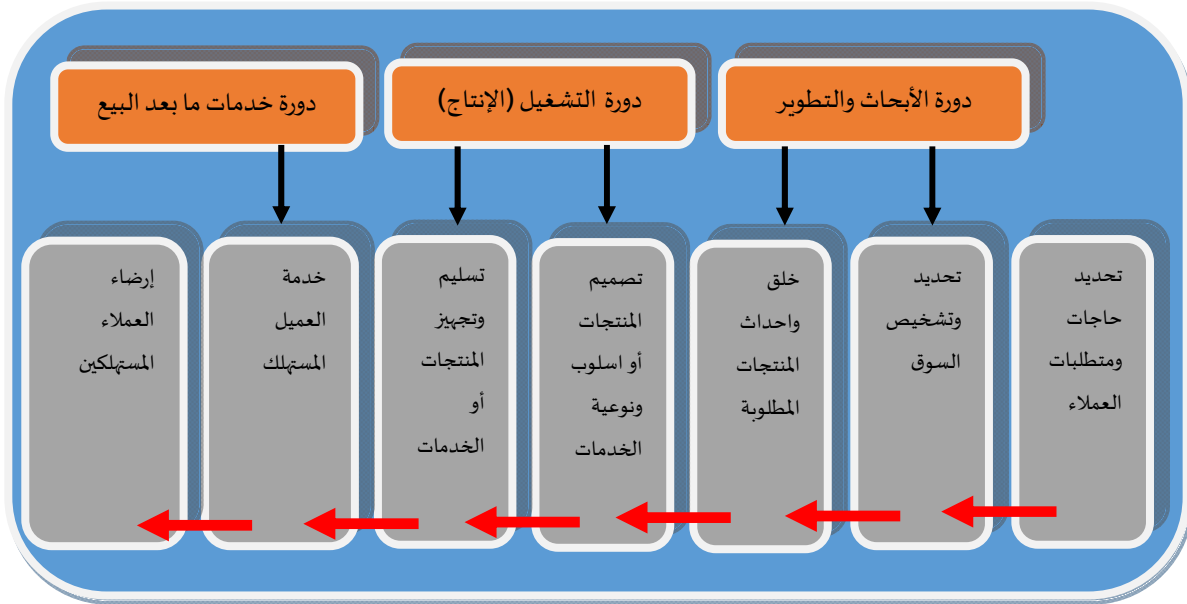 دورة الأبحاث والتطوير
دورة التشغيل (الإنتاج)
دورة خدمات ما بعد البيع
تحديد
حاجات
ومتطلبات
العملاء
تحديد
وتشخيص
السوق
خلق
واحداث
المنتجات
المطلوبة
تصميم
المنتجات
أو اسلوب
ونوعية
الخدمات
تسليم
وتجهيز
المنتجات
أو
الخدمات
خدمة
العميل
المستهلك
إرضاء
العملاء
المستهلكين